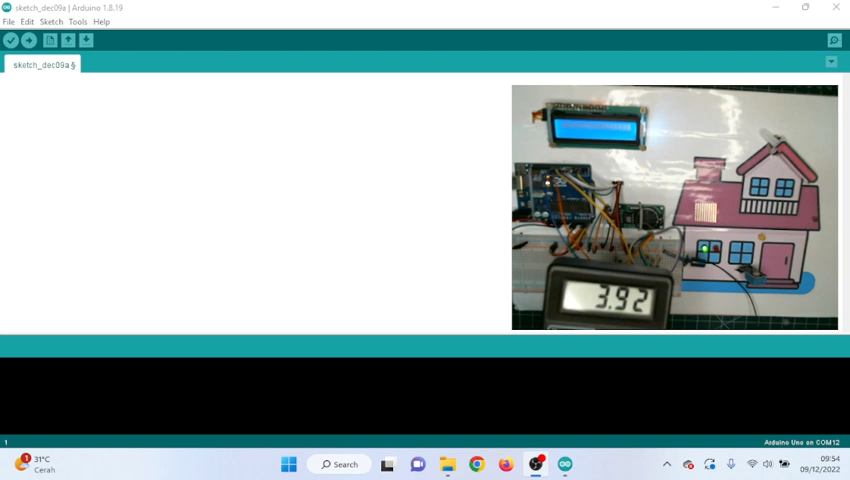 sketch_dec09a | Arduino 1.8.19
File Edit Sketch Tools Help
sketch_dec09a §
3.92
1
Arduino Uno on COM12
1
31°C
Cerah
Search
09:54
09/12/2022